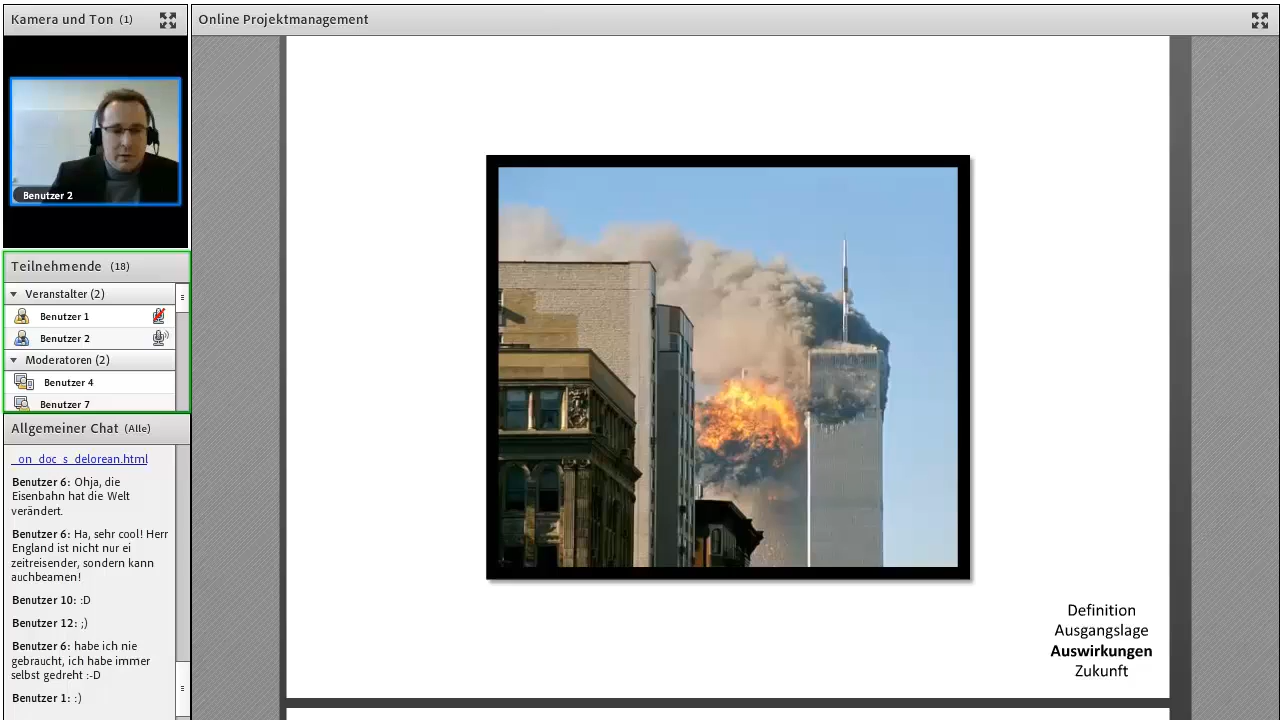 Kamera und Ton (1)
Online Projektmanagement
Benutzer 2
Teilnehmende (18)
Veranstalter (2)
Benutzer 1
Benutzer 2
Moderatoren (2)
Benutzer 4
Benutzer 7
Allgemeiner Chat (Alle)
_on_doc_s_delorean.html
Benutzer 6: Ohja, die
Eisenbahn hat die Welt
verändert.
Benutzer 6: Ha, sehr cool! Herr
England ist nicht nur ei
zeitreisender, sondern kann
auchbeamen!
Benutzer 10: :D
Benutzer 12: ;)
Benutzer 6: habe ich nie
gebraucht, ich habe immer
selbst gedreht :-D
Benutzer 1: :)
Definition
Ausgangslage
Auswirkungen
Zukunft